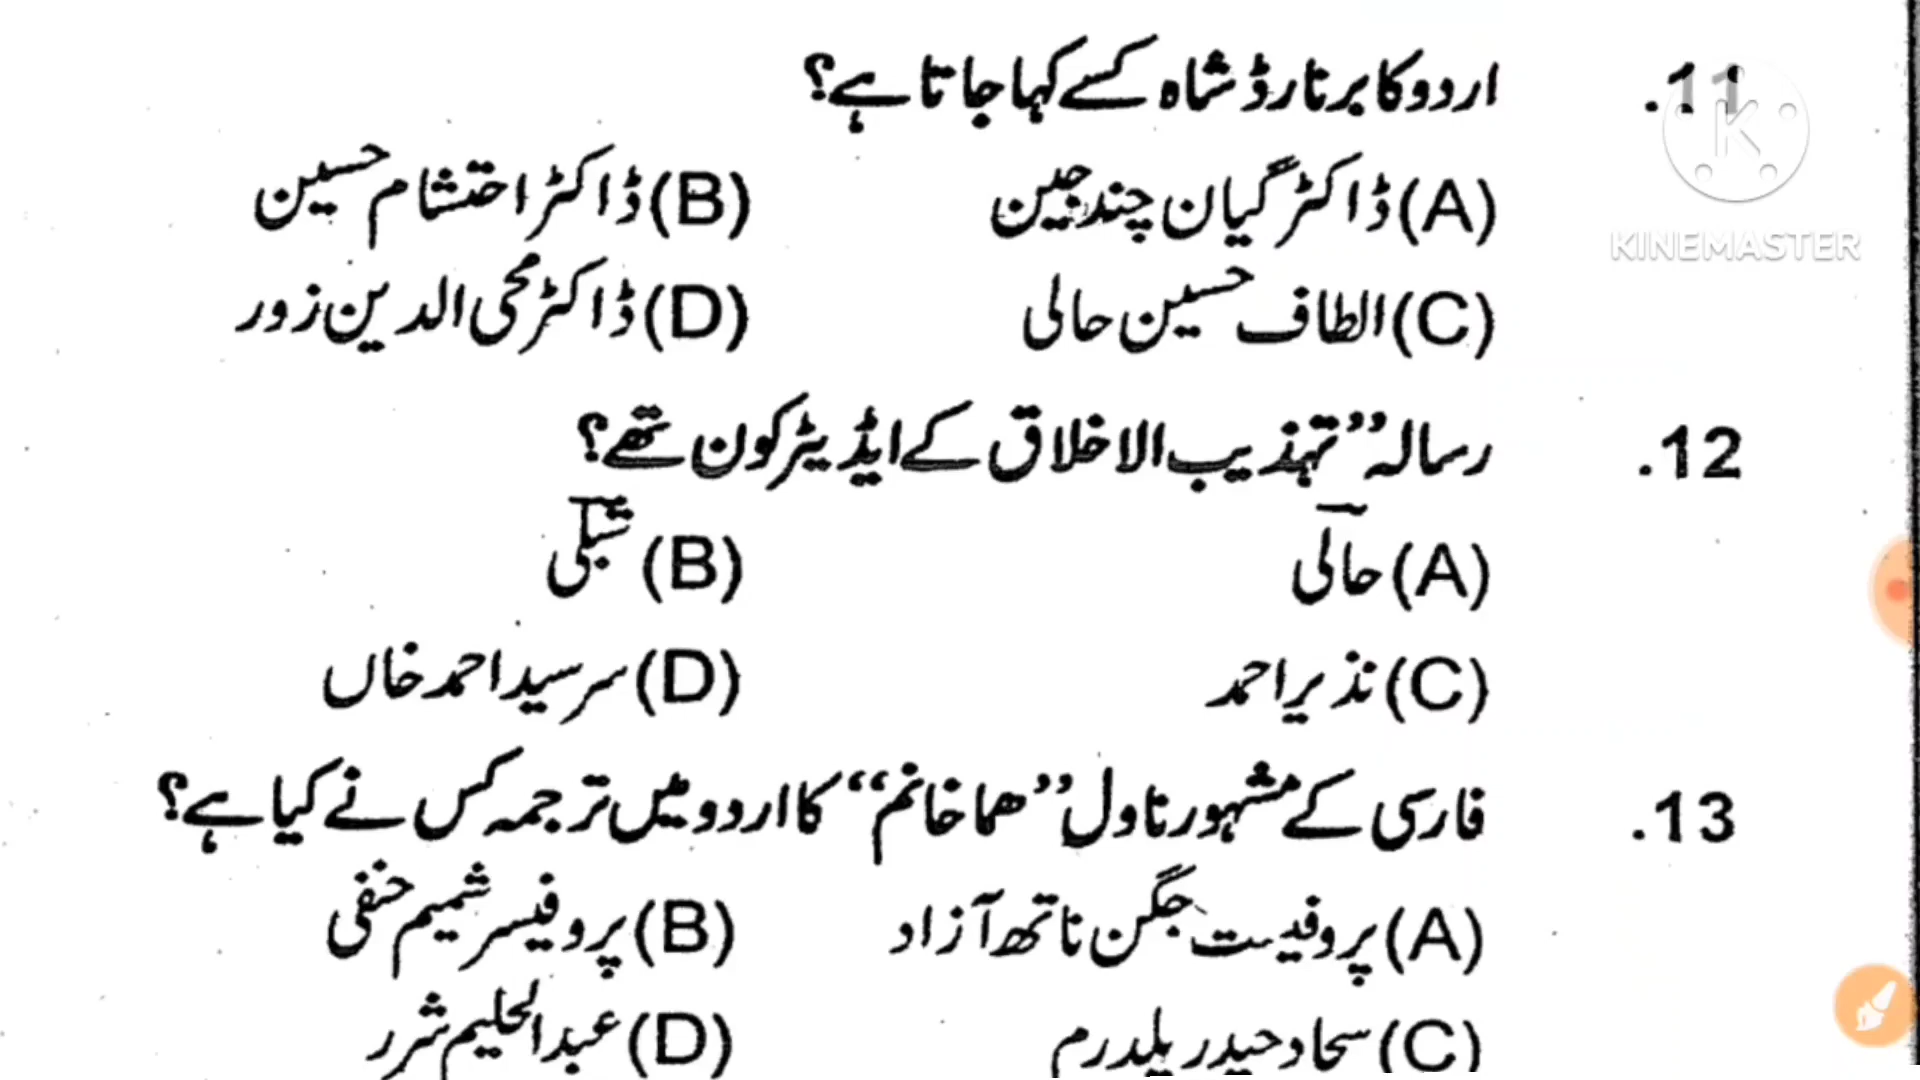 11. اردو کا برنارڈ شاہ کسے کہا جاتا ہے؟
KINEMASTER
(A) ڈاکٹر گیان چند جین (B) ڈاکٹر احتشام حسین
(C) الطاف حسین حالی (D) ڈاکٹر محی الدین زور
12. رسالہ ”تہذیب الاخلاق کے ایڈیٹر کون تھے؟
(A) حالی (B) شبلی
(C) نذیر احمد (D) سر سید احمد خاں
13. فارسی کے مشہور ناول ”ھما خانم“ کا اردو میں ترجمہ کس نے کیا ہے؟
(A) جگن ناتھ آزاد (B) پروفیسر شمیم حنفی
(C) سجاد حیدر یلدرم (D) عبدالحلیم شرر